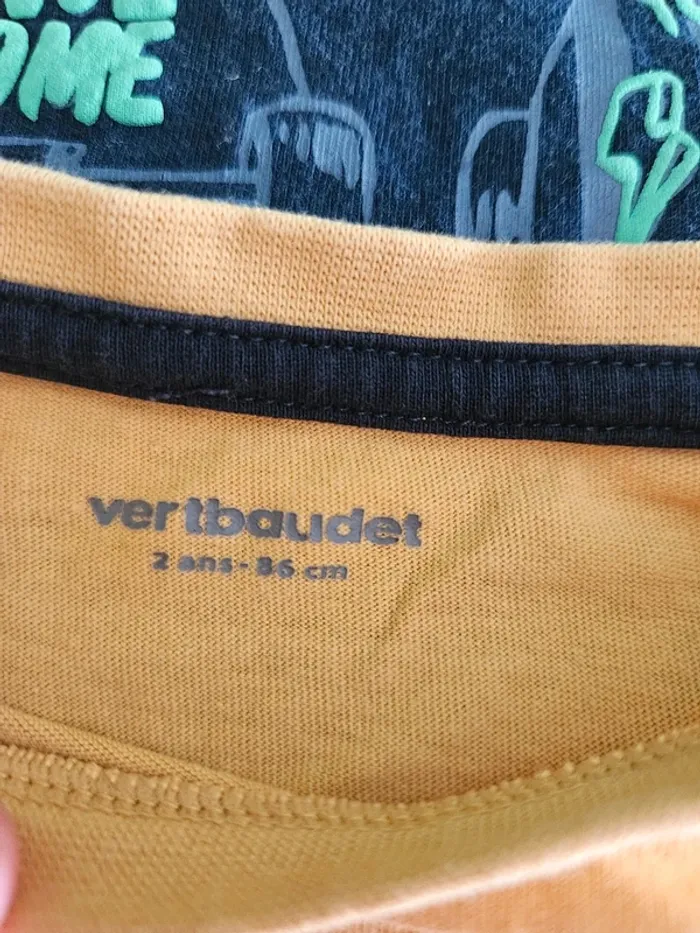 OME
vertbaudet
2 ans - 86 cm